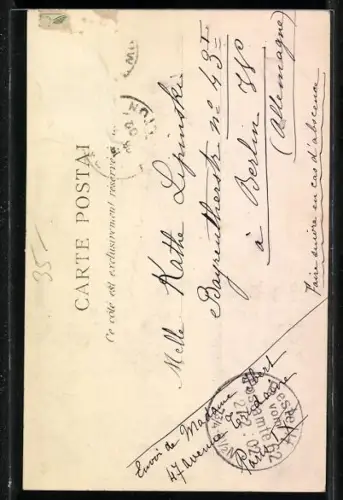 CARTE POSTAL
Ce côté est exclusivement réservé à
Melle Kathe Lipinski
Bayreutherstr. no 43 I
à Berlin W
(Allemagne)
Faire suivre en cas d'absence
Envoi de Madame
47 avenue
Paris
35-